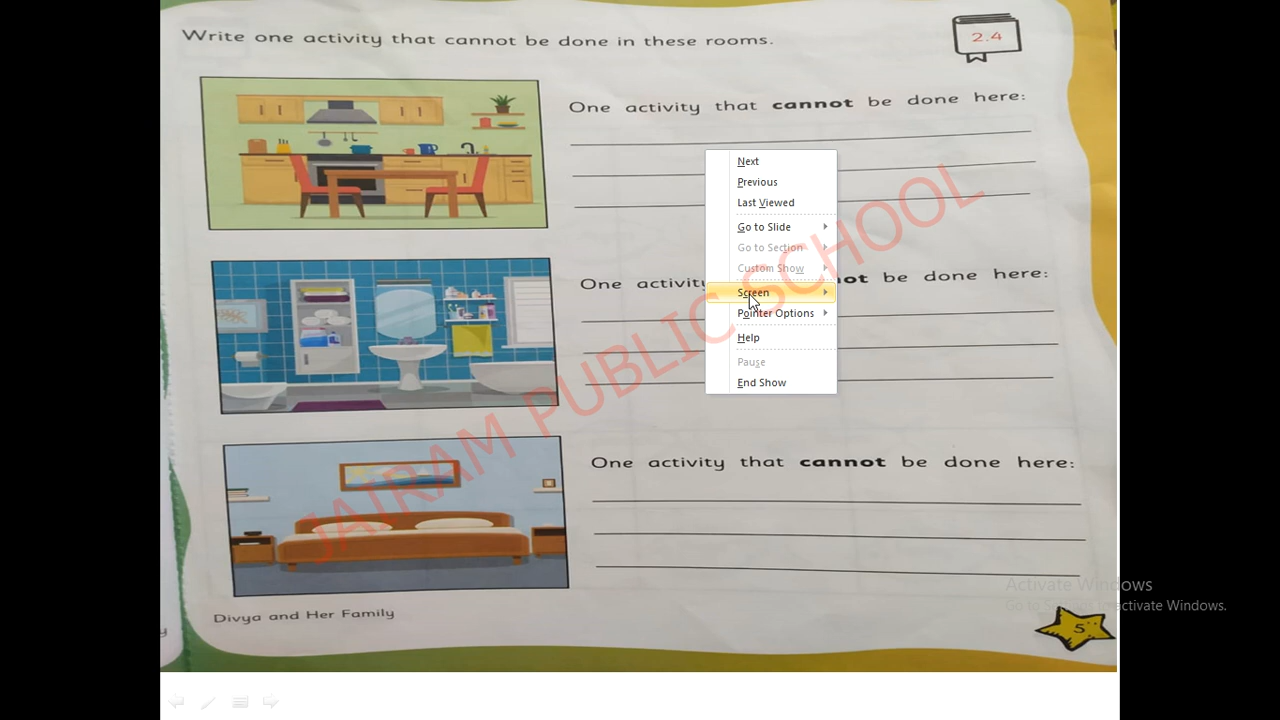 Write one activity that cannot be done in these rooms.
2.4
One activity that cannot be done here:
Next
Previous
Last Viewed
Go to Slide
Go to Section
Custom Show
One activity not be done here:
Screen
Pointer Options
Help
Pause
End Show
JAIRAM PUBLIC SCHOOL
One activity that cannot be done here:
Divya and Her Family
5
Activate Windows
Go to activate Windows.